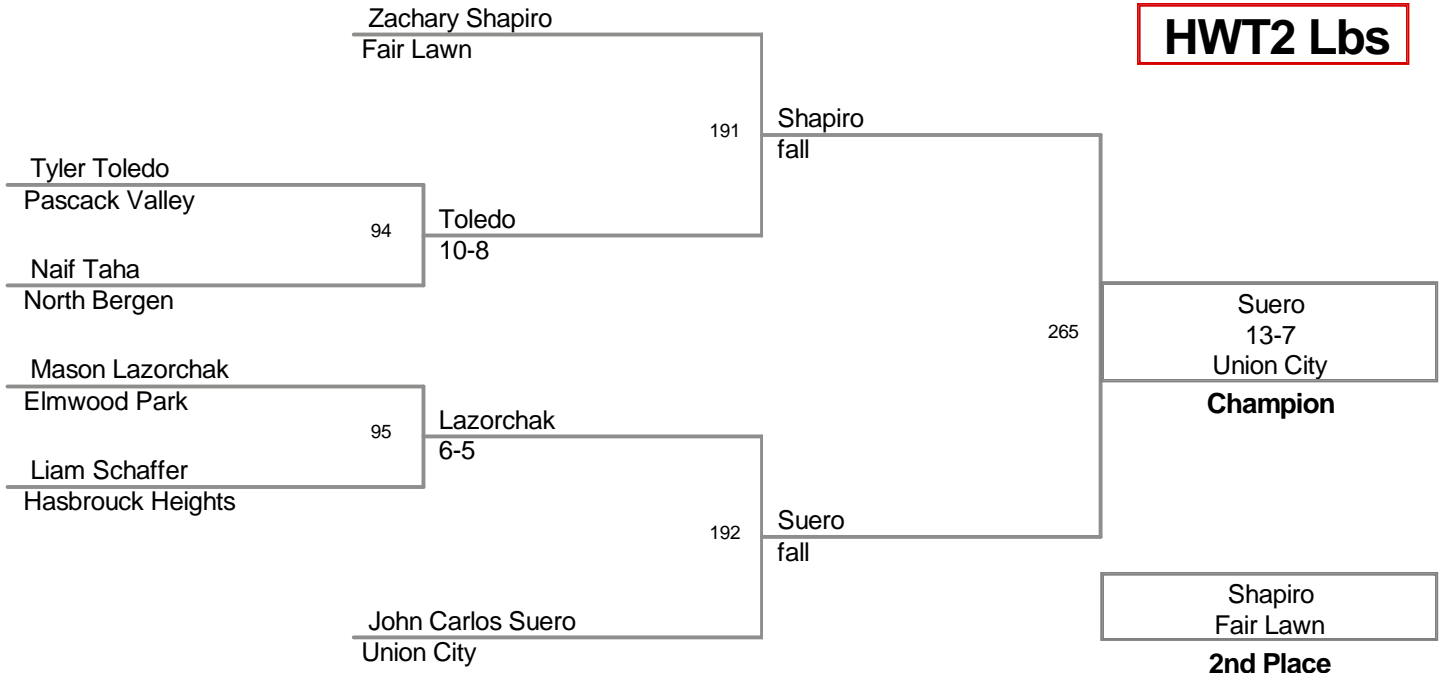 Zachary Shapiro
Fair Lawn
HWT2 Lbs
191
Shapiro
fall
Tyler Toledo
Pascack Valley
94
Toledo
10-8
Naif Taha
North Bergen
265
Suero
13-7
Union City
Champion
Mason Lazorchak
Elmwood Park
95
Lazorchak
6-5
Liam Schaffer
Hasbrouck Heights
192
Suero
fall
John Carlos Suero
Union City
Shapiro
Fair Lawn
2nd Place